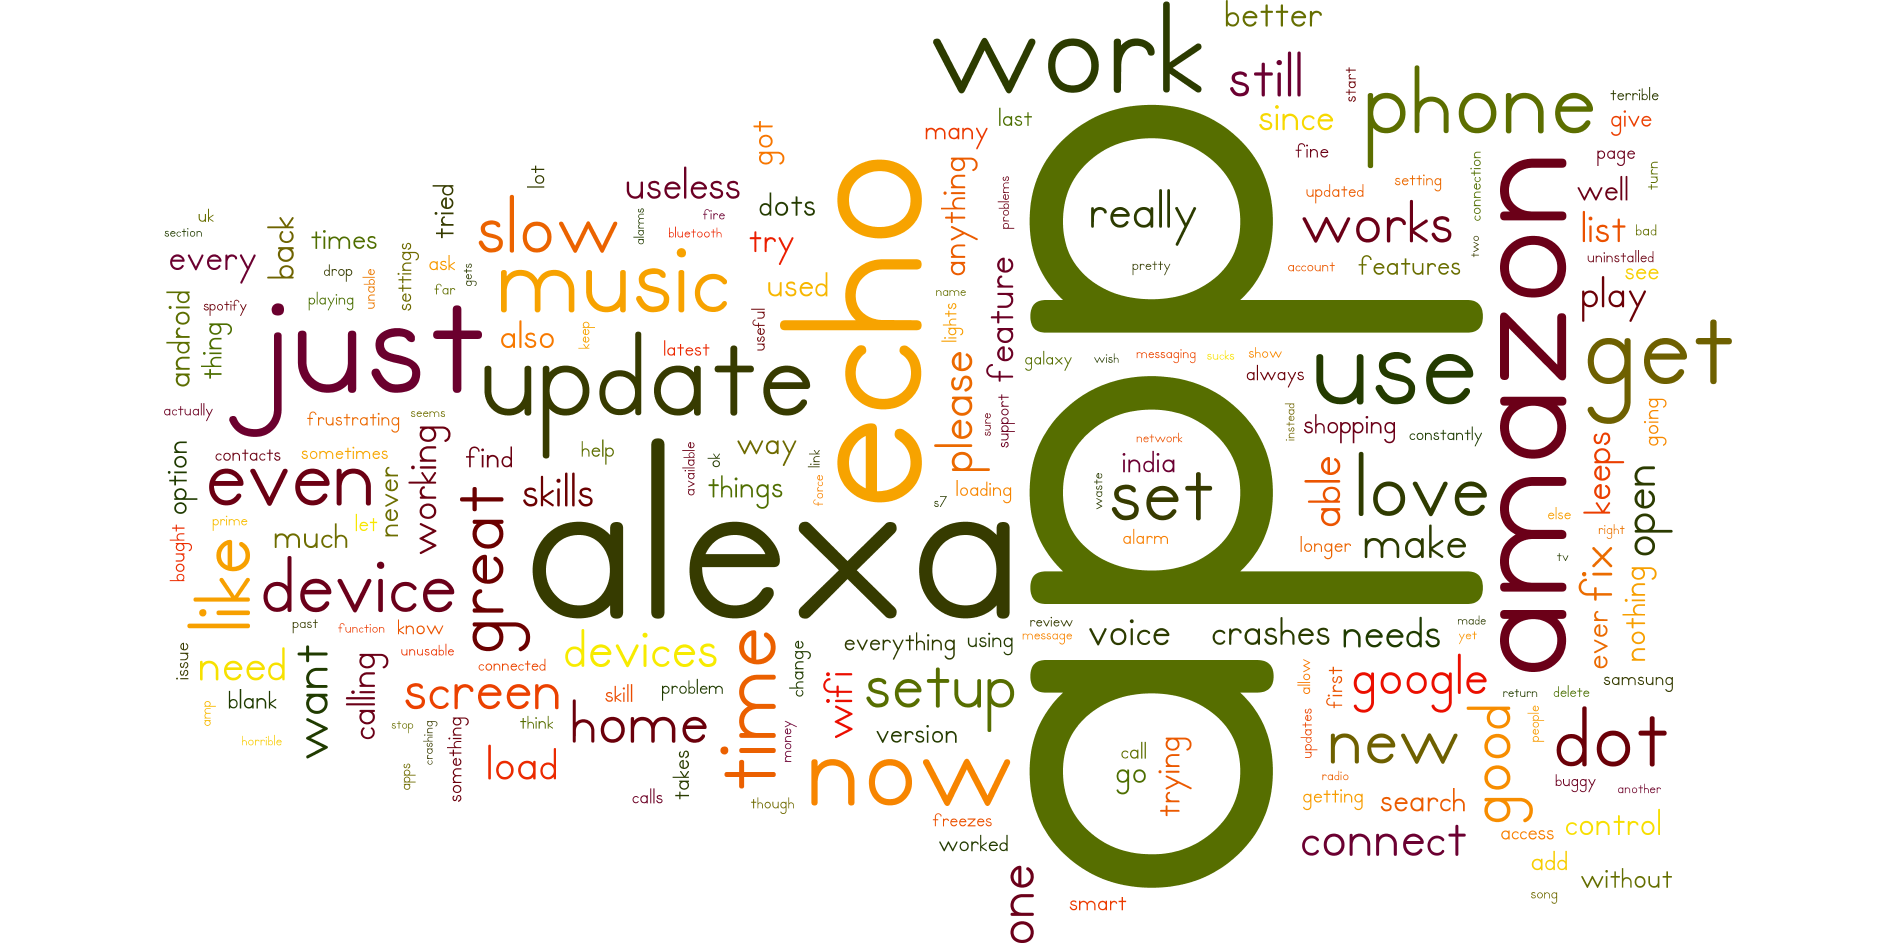 app
alexa
amazon
echo
just
update
work
phone
use
get
music
now
even
time
great
device
slow
works
setup
love
set
new
dot
home
screen
like
please
feature
connect
google
good
make
able
open
keeps
fix
ever
nothing
going
play
list
well
page
give
terrible
turn
bad
uninstalled
see
better
still
start
since
fine
updated
setting
connection
two
account
features
really
pretty
last
many
anything
problems
name
lights
got
dots
try
used
useful
useless
fire
bluetooth
alarms
lot
tried
also
keep
latest
times
drop
unable
settings
ask
far
gets
playing
back
uk
section
every
spotify
android
thing
actually
frustrating
seems
contacts
sometimes
working
find
help
skills
available
ok
way
things
force
link
loading
s7
sure
support
option
never
let
much
prime
bought
galaxy
wish
messaging
sucks
show
always
instead
shopping
constantly
network
india
waste
alarm
longer
else
right
tv
past
function
know
unusable
connected
devices
issue
need
blank
want
calling
amp
horrible
stop
crashing
apps
something
think
load
skill
problem
calls
takes
money
though
change
wifi
everything
using
version
freezes
worked
one
smart
review
message
voice
crashes
needs
made
yet
call
go
trying
allow
first
updates
radio
getting
search
return
delete
people
samsung
buggy
another
access
control
add
song
without